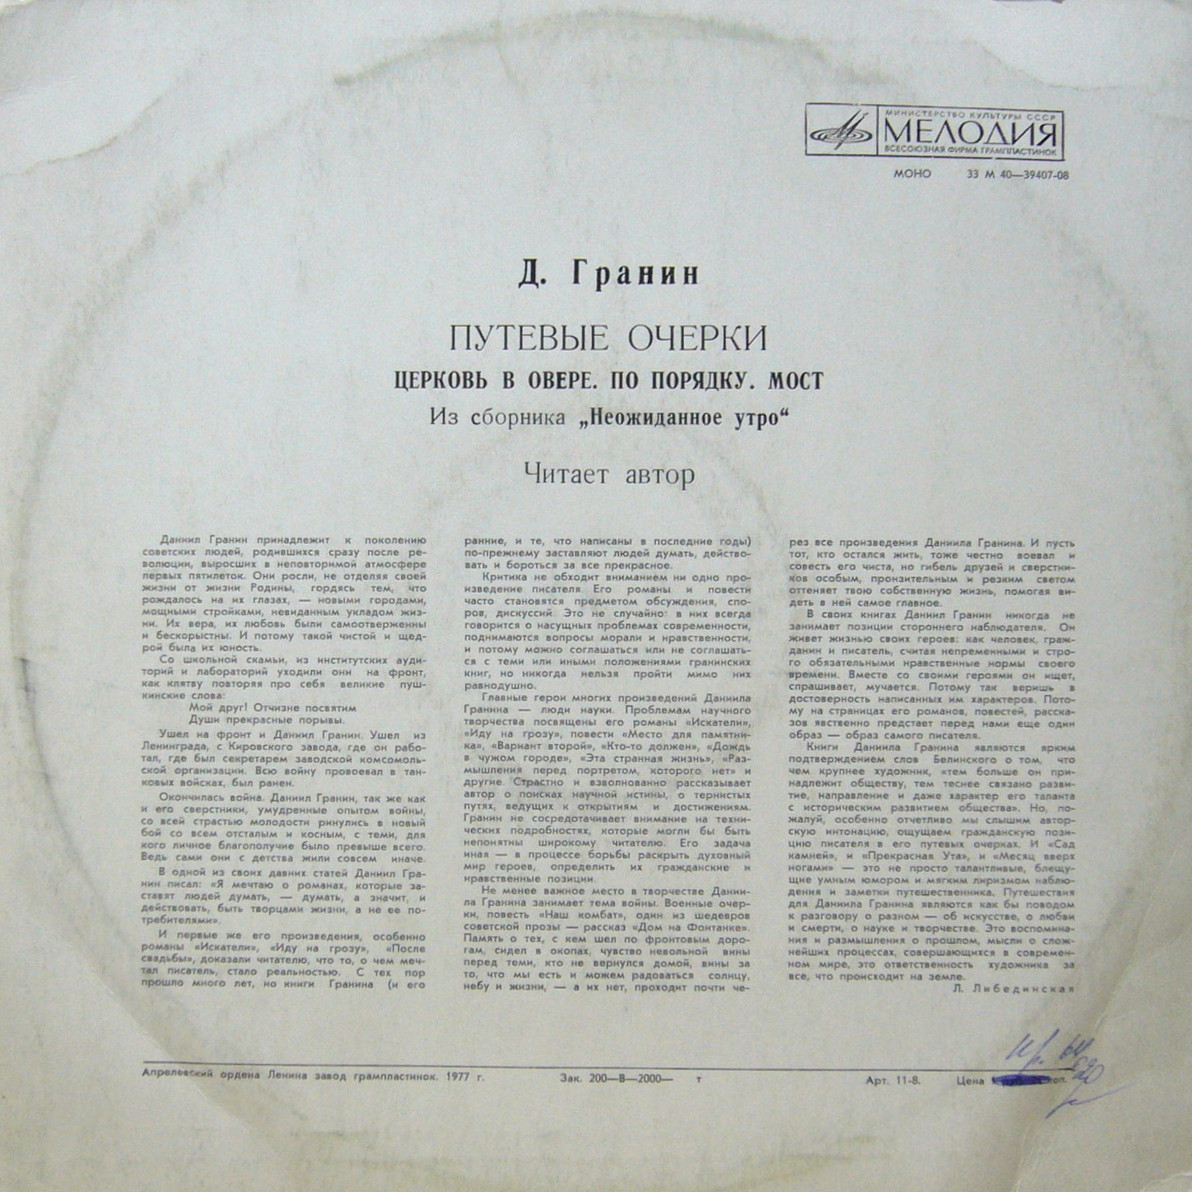 МИНИСТЕРСТВО КУЛЬТУРЫ СССР
МЕЛОДИЯ
ВСЕСОЮЗНАЯ ФИРМА ГРАМПЛАСТИНОК
МОНО 33 М 40—39407-08
Д. Гранин
ПУТЕВЫЕ ОЧЕРКИ
ЦЕРКОВЬ В ОВЕРЕ. ПО ПОРЯДКУ. МОСТ
Из сборника „Неожиданное утро“
Читает автор
Даниил Гранин принадлежит к поколению
советских людей, родившихся сразу после ре-
волюции, выросших в неповторимой атмосфере
первых пятилеток. Они росли, не отделяя своей
жизни от жизни Родины, гордясь тем, что
рождалось на их глазах, — новыми городами,
мощными стройками, невиданным укладом жиз-
ни. Их вера, их любовь были самоотверженны
и бескорыстны. И потому такой чистой и щед-
рой была их юность.
Со школьной скамьи, из институтских ауди-
торий и лабораторий уходили они на фронт,
как клятву повторяя про себя великие пуш-
кинские слова:
Мой друг! Отчизне посвятим
Души прекрасные порывы.
Ушел на фронт и Даниил Гранин. Ушел из
Ленинграда, с Кировского завода, где он рабо-
тал, где был секретарем заводской комсомоль-
ской организации. Всю войну провоевал в тан-
ковых войсках, был ранен.
Окончилась война. Даниил Гранин, так же как
и его сверстники, умудренные опытом войны,
со всей страстью молодости ринулись в новый
бой со всем отсталым и косным, с теми, для
кого личное благополучие было превыше всего.
Ведь сами они с детства жили совсем иначе.
В одной из своих давних статей Даниил Гра-
нин писал: «Я мечтаю о романах, которые за-
ставят людей думать, — думать, а значит, и
действовать, быть творцами жизни, а не ее по-
требителями».
И первые же его произведения, особенно
романы «Искатели», «Иду на грозу», «После
свадьбы», доказали читателю, что то, о чем меч-
тал писатель, стало реальностью. С тех пор
прошло много лет, но книги Гранина (и его
ранние, и те, что написаны в последние годы)
по-прежнему заставляют людей думать, действо-
вать и бороться за все прекрасное.
Критика не обходит вниманием ни одно про-
изведение писателя. Его романы и повести
часто становятся предметом обсуждения, спо-
ров, дискуссий. Это не случайно: в них всегда
говорится о насущных проблемах современности,
поднимаются вопросы морали и нравственности,
и потому можно соглашаться или не соглашать-
ся с теми или иными положениями гранинских
книг, но никогда нельзя пройти мимо них
равнодушно.
Главные герои многих произведений Даниила
Гранина — люди науки. Проблемам научного
творчества посвящены его романы «Искатели»,
«Иду на грозу», повести «Место для памятни-
ка», «Вариант второй», «Кто-то должен», «Дождь
в чужом городе», «Эта странная жизнь», «Раз-
мышления перед портретом, которого нет» и
другие. Страстно и взволнованно рассказывает
автор о поисках научной истины, о тернистых
путях, ведущих к открытиям и достижениям.
Гранин не сосредотачивает внимание на техни-
ческих подробностях, которые могли бы быть
непонятны широкому читателю. Его задача
иная — в процессе борьбы раскрыть духовный
мир героев, определить их гражданские и
нравственные позиции.
Не менее важное место в творчестве Дании-
ла Гранина занимает тема войны. Военные очер-
ки, повесть «Наш комбат», один из шедевров
советской прозы — рассказ «Дом на Фонтанке».
Память о тех, с кем шел по фронтовым доро-
гам, сидел в окопах, чувство невольной вины
перед теми, кто не вернулся домой, вины за
то, что мы есть и можем радоваться солнцу,
небу и жизни, — а их нет, проходит почти че-
рез все произведения Даниила Гранина. И пусть
тот, кто остался жить, тоже честно воевал и
совесть его чиста, но гибель друзей и сверстни-
ков особым, пронзительным и резким светом
оттеняет твою собственную жизнь, помогая ви-
деть в ней самое главное.
В своих книгах Даниил Гранин никогда не
занимает позиции стороннего наблюдателя. Он
живет жизнью своих героев: как человек, граж-
данин и писатель, считая непременными и стро-
го обязательными нравственные нормы своего
времени. Вместе со своими героями он ищет,
спрашивает, мучается. Потому так веришь в
достоверность написанных им характеров. Пото-
му на страницах его романов, повестей, расска-
зов явственно предстает перед нами еще один
образ — образ самого писателя.
Книги Даниила Гранина являются ярким
подтверждением слов Белинского о том, что
чем крупнее художник, «тем больше он при-
надлежит обществу, тем теснее связано разви-
тие, направление и даже характер его таланта
с историческим развитием общества». Но, по-
жалуй, особенно отчетливо мы слышим автор-
скую интонацию, ощущаем гражданскую пози-
цию писателя в его путевых очерках. И «Сад
камней», и «Прекрасная Ута», и «Месяц вверх
ногами» — это не просто талантливые, блещу-
щие умным юмором и мягким лиризмом наблю-
дения и заметки путешественника. Путешествия
для Даниила Гранина являются как бы поводом
к разговору о разном — об искусстве, о любви
и смерти, о науке и творчестве. Это воспомина-
ния и размышления о прошлом, мысли о слож-
нейших процессах, совершающихся в современ-
ном мире, это ответственность художника за
все, что происходит на земле.
Л. Либединская
Апрелевский ордена Ленина завод грампластинок. 1977 г. Зак. 200—В—2000— т Арт. 11-8. Цена коп.